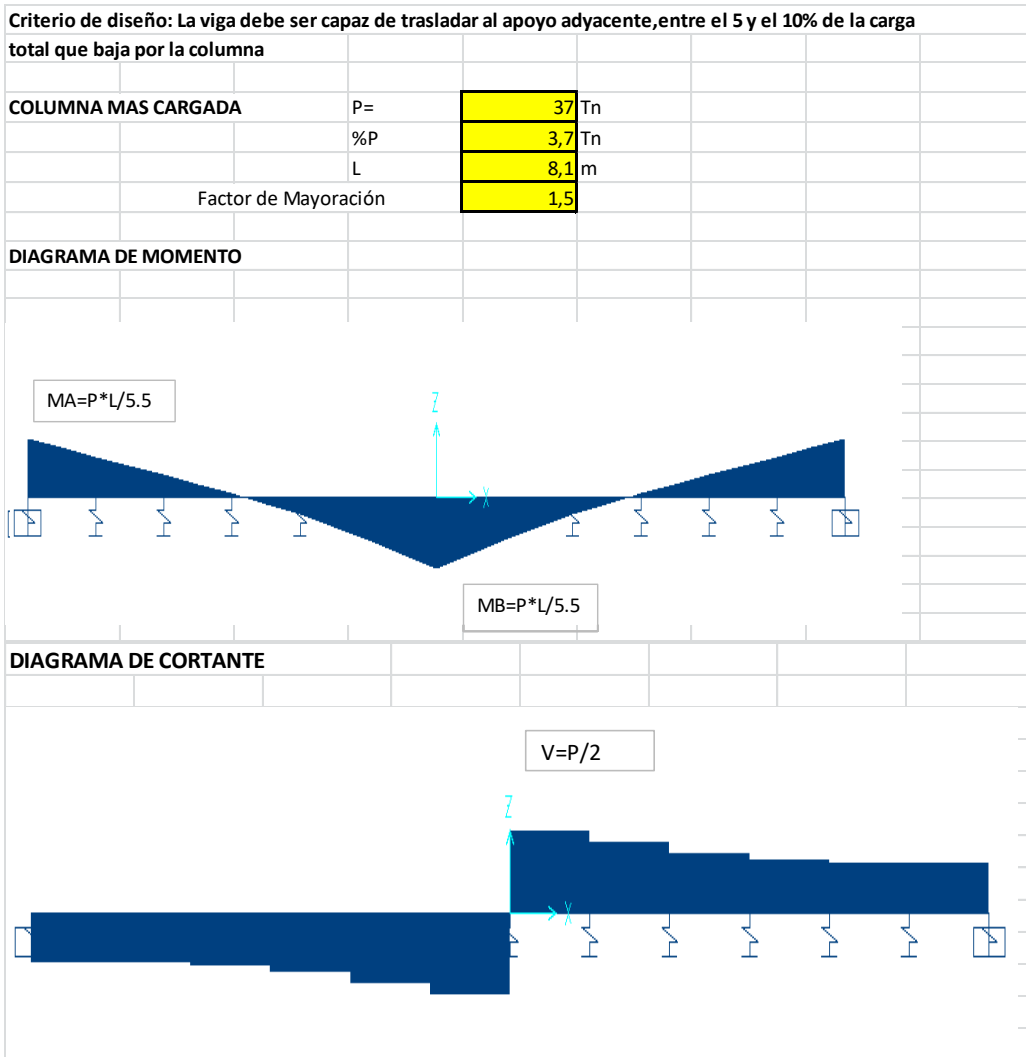 Criterio de diseño: La viga debe ser capaz de trasladar al apoyo adyacente,entre el 5 y el 10% de la carga
total que baja por la columna
COLUMNA MAS CARGADA P= 37 Tn
%P 3,7 Tn
L 8,1 m
Factor de Mayoración 1,5
DIAGRAMA DE MOMENTO
MA=P*L/5.5
Z
X
MB=P*L/5.5
DIAGRAMA DE CORTANTE
V=P/2
Z
X